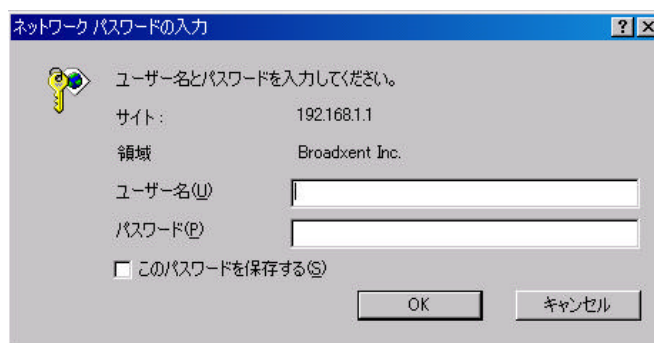 ネットワーク パスワードの入力
ユーザー名とパスワードを入力してください。
サイト : 192.168.1.1
領域 Broadxent Inc.
ユーザー名(U)
パスワード(P)
このパスワードを保存する(S)
OK キャンセル